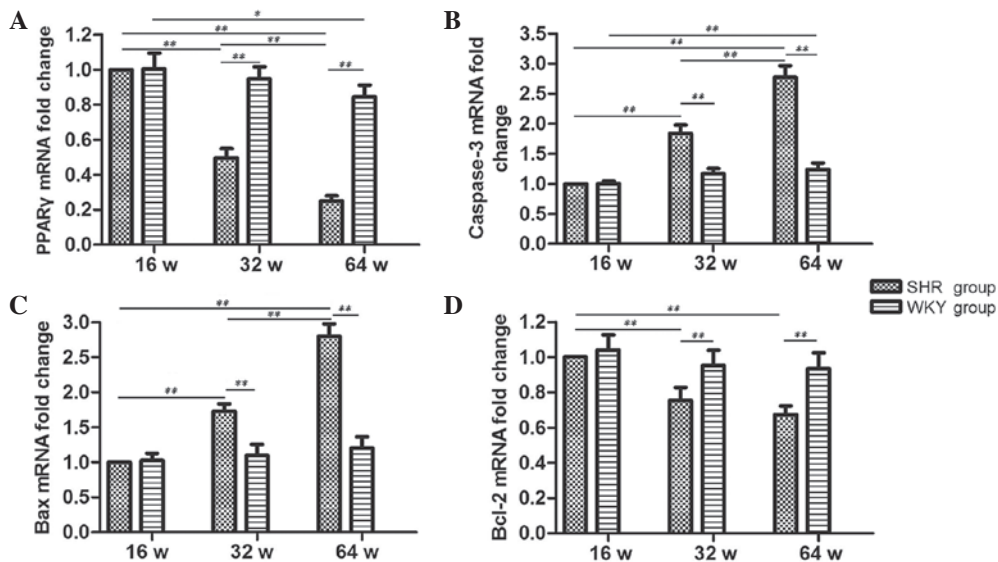 A
PPARγ mRNA fold change
1.2
1.0
0.8
0.6
0.4
0.2
0.0
16 w
32 w
64 w
*
**
**
**
**
**
B
Caspase-3 mRNA fold
change
3.5
3.0
2.5
2.0
1.5
1.0
0.5
0.0
16 w
32 w
64 w
**
**
**
**
**
**
C
Bax mRNA fold change
3.0
2.5
2.0
1.5
1.0
0.5
0.0
16 w
32 w
64 w
**
**
**
**
**
D
Bcl-2 mRNA fold change
1.2
1.0
0.8
0.6
0.4
0.2
0.0
16 w
32 w
64 w
**
**
**
**
SHR group
WKY group